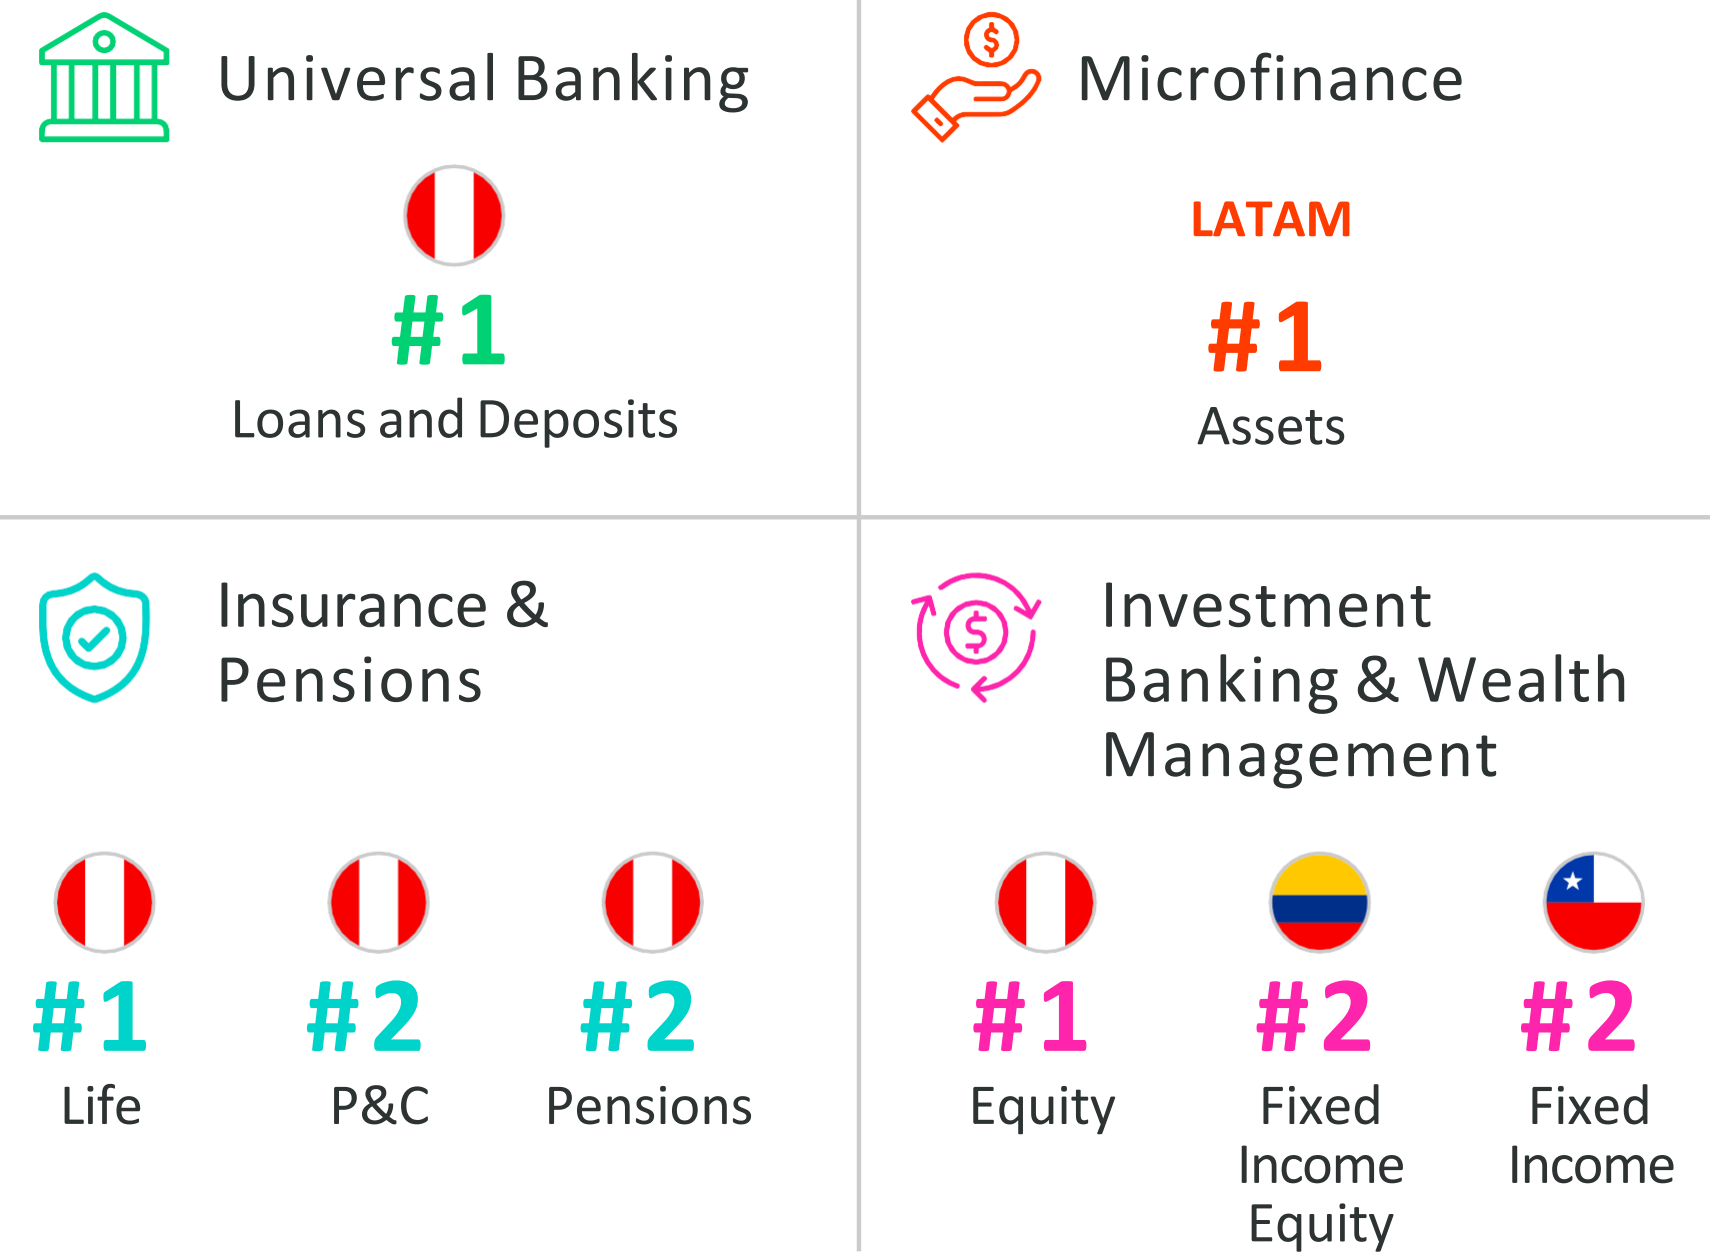 Universal Banking
#1
Loans and Deposits
$
Microfinance
LATAM
#1
Assets
Insurance &
Pensions
#1
Life
#2
P&C
#2
Pensions
$
Investment
Banking & Wealth
Management
#1
Equity
#2
Fixed
Income
Equity
#2
Fixed
Income